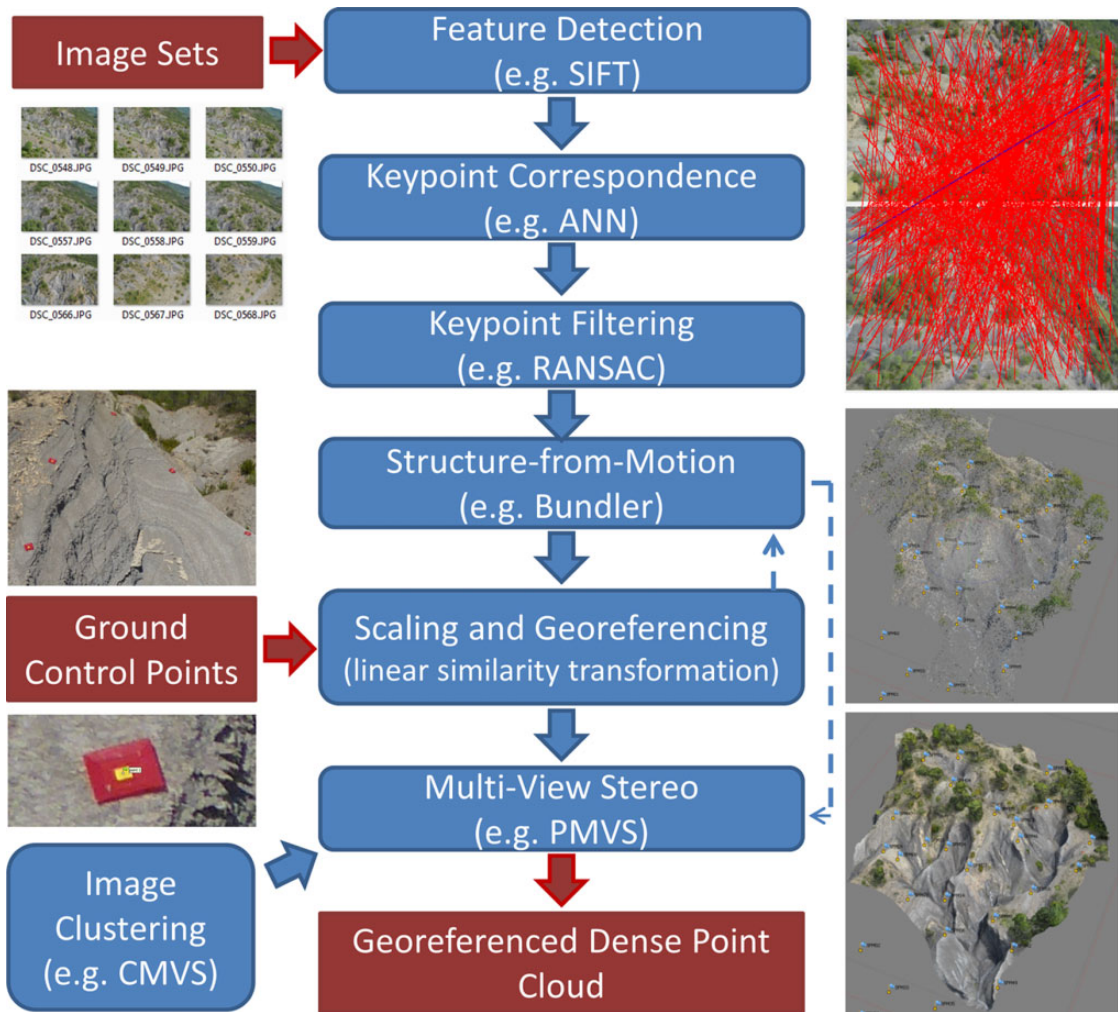 Image Sets
Feature Detection
(e.g. SIFT)
DSC_0548.JPG
DSC_0549.JPG
DSC_0550.JPG
DSC_0557.JPG
DSC_0558.JPG
DSC_0559.JPG
DSC_0566.JPG
DSC_0567.JPG
DSC_0568.JPG
Keypoint Correspondence
(e.g. ANN)
Keypoint Filtering
(e.g. RANSAC)
Structure-from-Motion
(e.g. Bundler)
Ground
Control Points
Scaling and Georeferencing
(linear similarity transformation)
Multi-View Stereo
(e.g. PMVS)
Image
Clustering
(e.g. CMVS)
Georeferenced Dense Point
Cloud